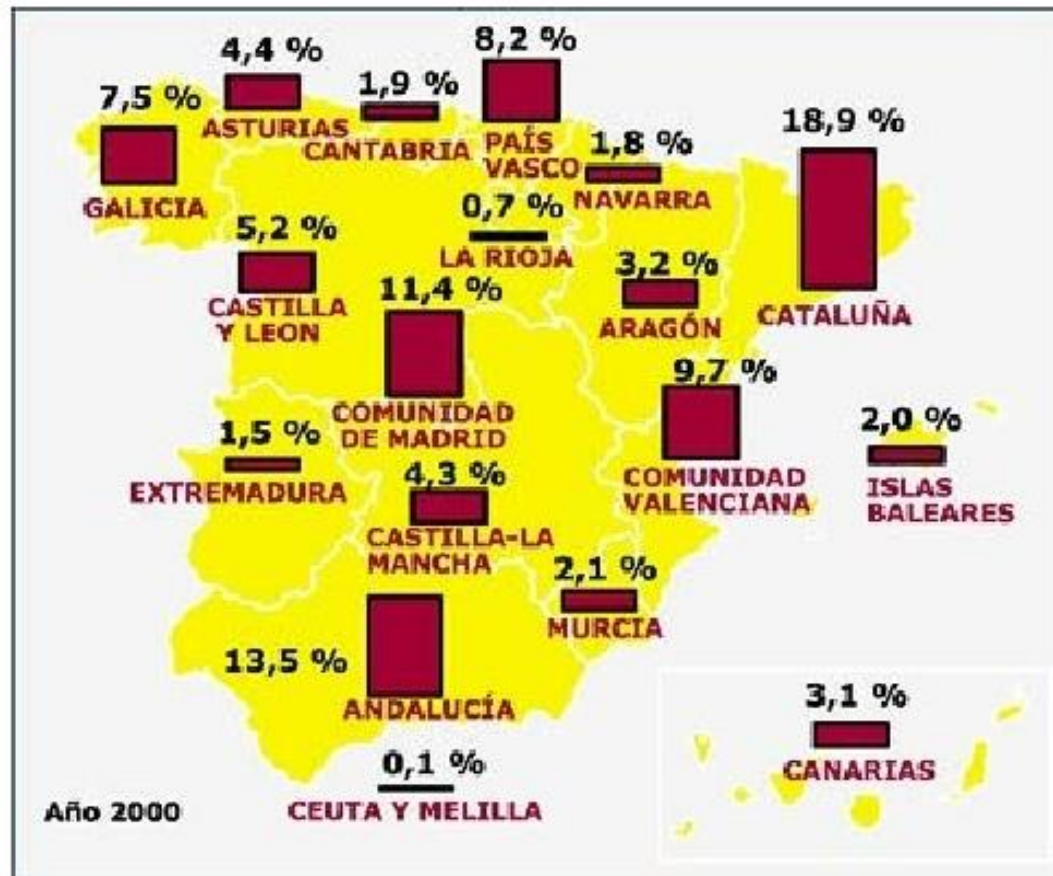 8,2 %
4,4 %
1,9 %
7,5 %
ASTURIAS
CANTABRIA
PAÍS
VASCO
18,9 %
1,8 %
NAVARRA
GALICIA
0,7 %
LA RIOJA
5,2 %
CASTILLA
Y LEON
3,2 %
ARAGÓN
CATALUÑA
11,4 %
COMUNIDAD
DE MADRID
9,7 %
COMUNIDAD
VALENCIANA
2,0 %
ISLAS
BALEARES
1,5 %
EXTREMADURA
4,3 %
CASTILLA-LA
MANCHA
2,1 %
MURCIA
13,5 %
ANDALUCÍA
3,1 %
CANARIAS
0,1 %
CEUTA Y MELILLA
Año 2000